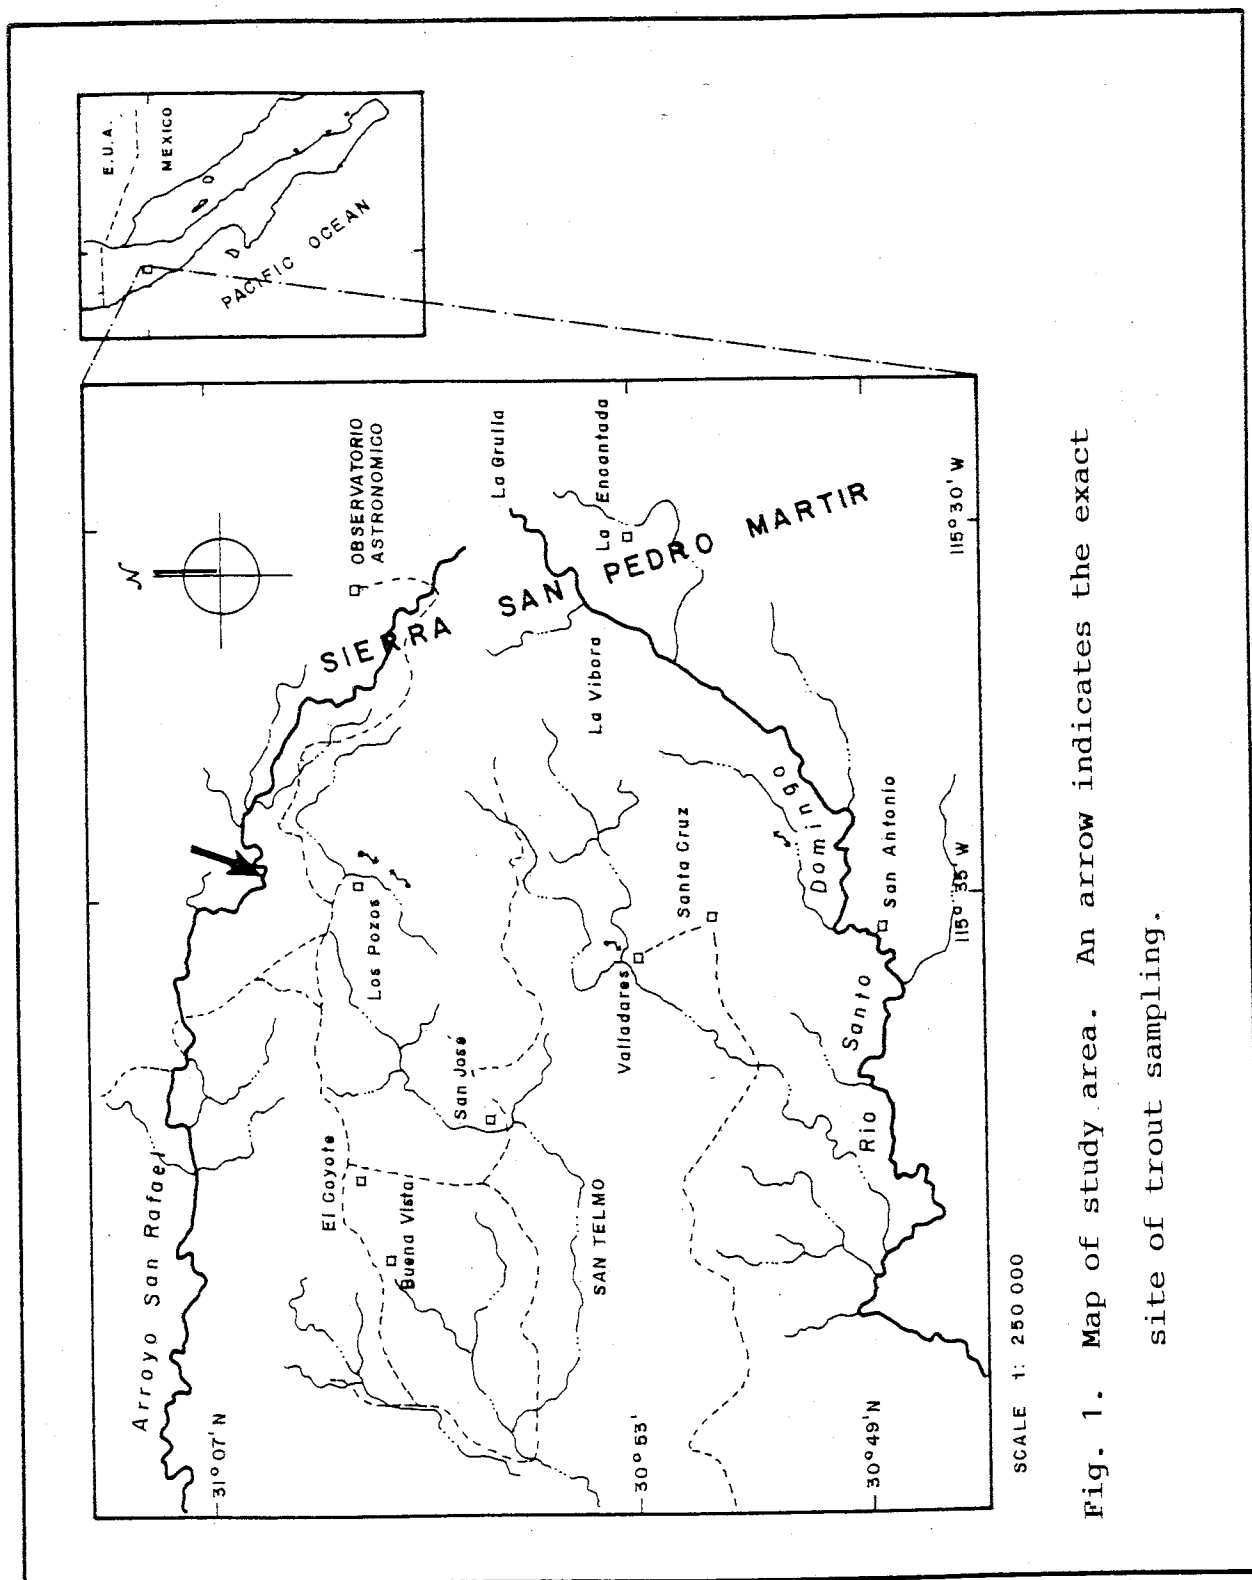 E.U.A.
MEXICO
PACIFIC OCEAN
N
OBSERVATORIO
ASTRONOMICO
La Grulla
La Encantada
SIERRA SAN PEDRO MARTIR
La Vibora
Arroyo San Rafael
Los Pozos
San José
El Coyote
Buena Vista
SAN TELMO
Valladares
Santa Cruz
San Antonio
Rio Santo Domingo
31° 07' N
30° 53'
30° 49' N
115° 35' W
115° 30' W
SCALE 1: 250 000
Fig. 1. Map of study area. An arrow indicates the exact
site of trout sampling.